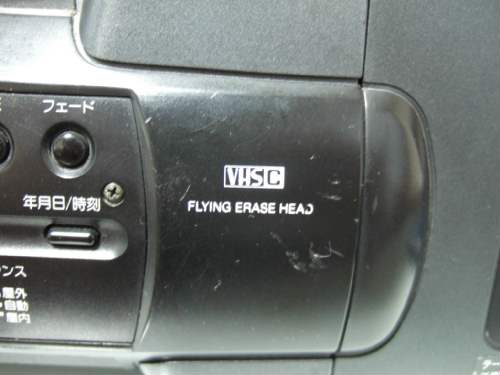 フェード
VHSC
FLYING ERASE HEAD
年月日/時刻
ンス
屋外
自動
屋内